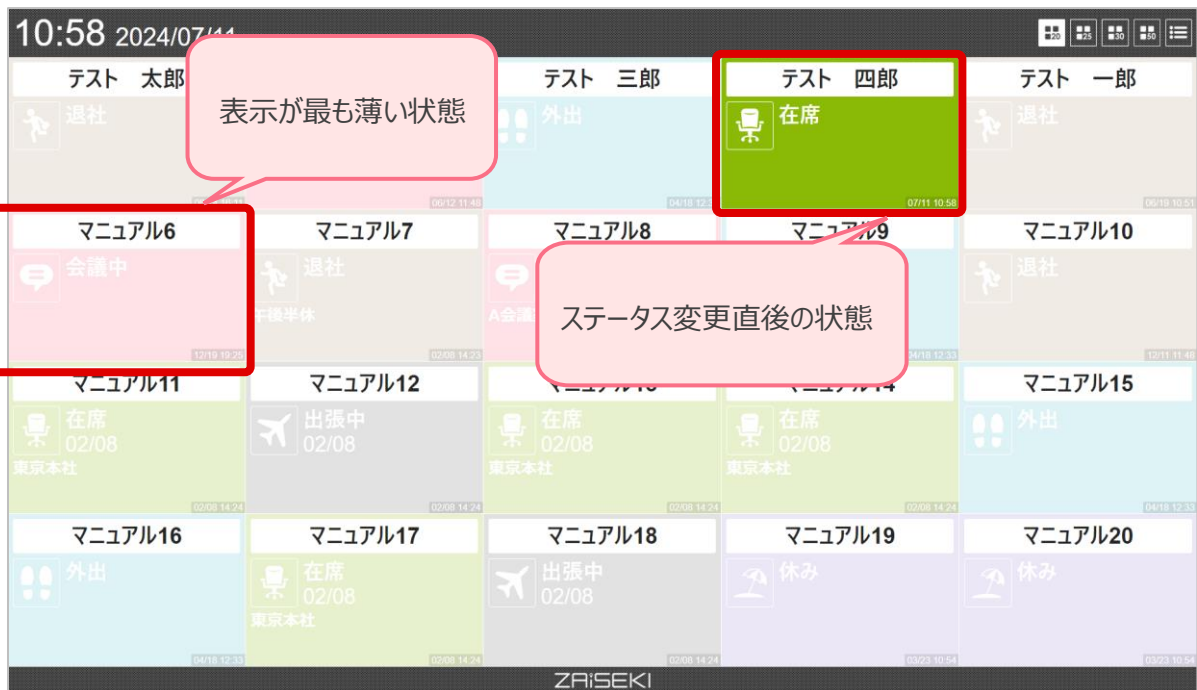 10:58 2024/07/11
20 25 30 50
テスト 太郎
テスト 三郎
テスト 四郎
テスト 一郎
表示が最も薄い状態
退社
外出
在席
退社
06/12 11:49
07/11 10:58
06/19 10:51
マニュアル6
マニュアル7
マニュアル8
マニュアル9
マニュアル10
会議中
退社
退社
午後半休
A会議
ステータス変更直後の状態
12/19 19:25
02/08 14:23
04/18 12:33
12/11 11:48
マニュアル11
マニュアル12
マニュアル15
在席
02/08
東京本社
出張中
02/08
在席
02/08
東京本社
在席
02/08
東京本社
外出
02/08 14:24
02/08 14:24
02/08 14:24
02/08 14:24
04/18 12:33
マニュアル16
マニュアル17
マニュアル18
マニュアル19
マニュアル20
外出
在席
02/08
東京本社
出張中
02/08
休み
休み
04/18 12:33
02/08 14:24
02/08 14:24
03/23 10:54
03/23 10:54
ZAiSEKI